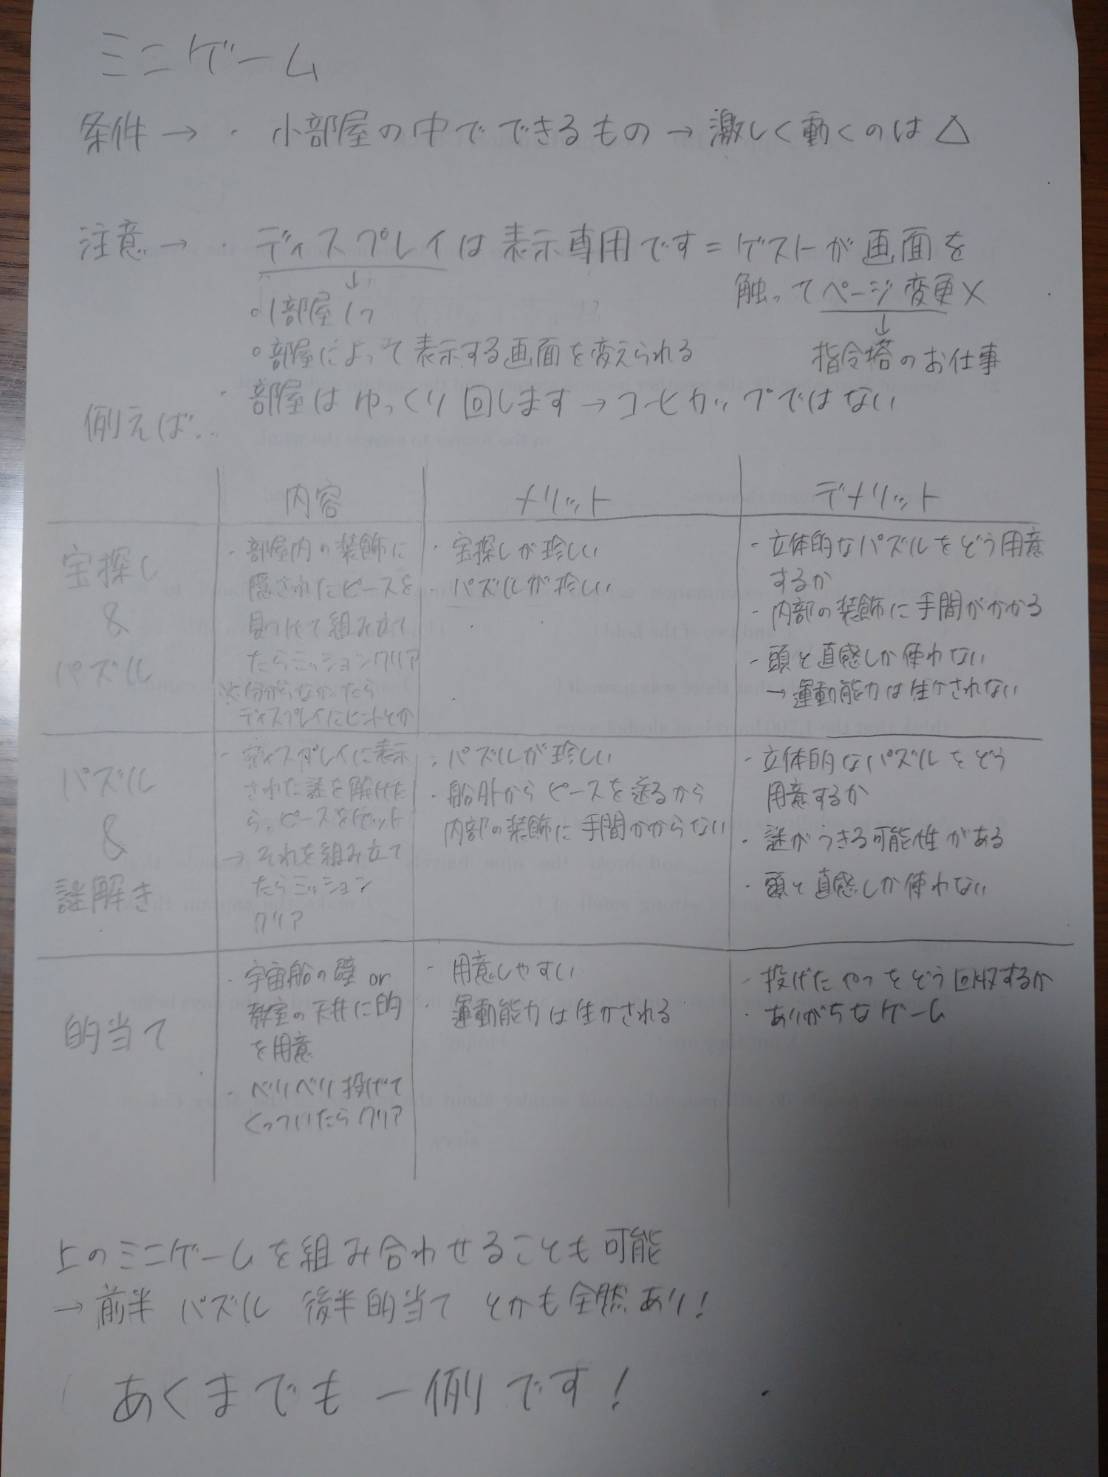 ミニゲーム
条件 → ・ 小部屋の中でできるもの → 激しく動くのは △
注意 → ・ ディスプレイは表示専用です = ゲストが画面を
触ってページ変更×
↓
指令塔のお仕事
↓
○1部屋1つ
○部屋によって表示する画面を変えられる
・部屋はゆっくり回します → コーヒーカップではない
例えば…
内容 メリット デメリット
宝探し
&
パズル
・部屋内の装飾に
隠されたピースを
見つけて組み立て
たらミッションクリア
※分からなかったら
ディスプレイにヒントとか
・宝探しが珍しい
・パズルが珍しい
・立体的なパズルをどう用意
するか
・内部の装飾に手間がかかる
・頭と直感しか使わない
→運動能力は生かされない
パズル
&
謎解き
・ディスプレイに表示
された謎を解けた
ら、ピースをゲット
→それを組み立て
たらミッション
クリア
・パズルが珍しい
・船外からピースを送るから
内部の装飾に手間かからない
・立体的なパズルをどう
用意するか
・謎がつきる可能性がある
・頭と直感しか使わない
的当て
・宇宙船の壁 or
教室の天井に的
を用意
・ベリベリ投げて
くっついたらクリア
・用意しやすい
・運動能力は生かされる
・投げたやつをどう回収するか
・ありがちなゲーム
上のミニゲームを組み合わせることも可能
→ 前半 パズル 後半的当て とかも全然あり!
あくまでも一例です!